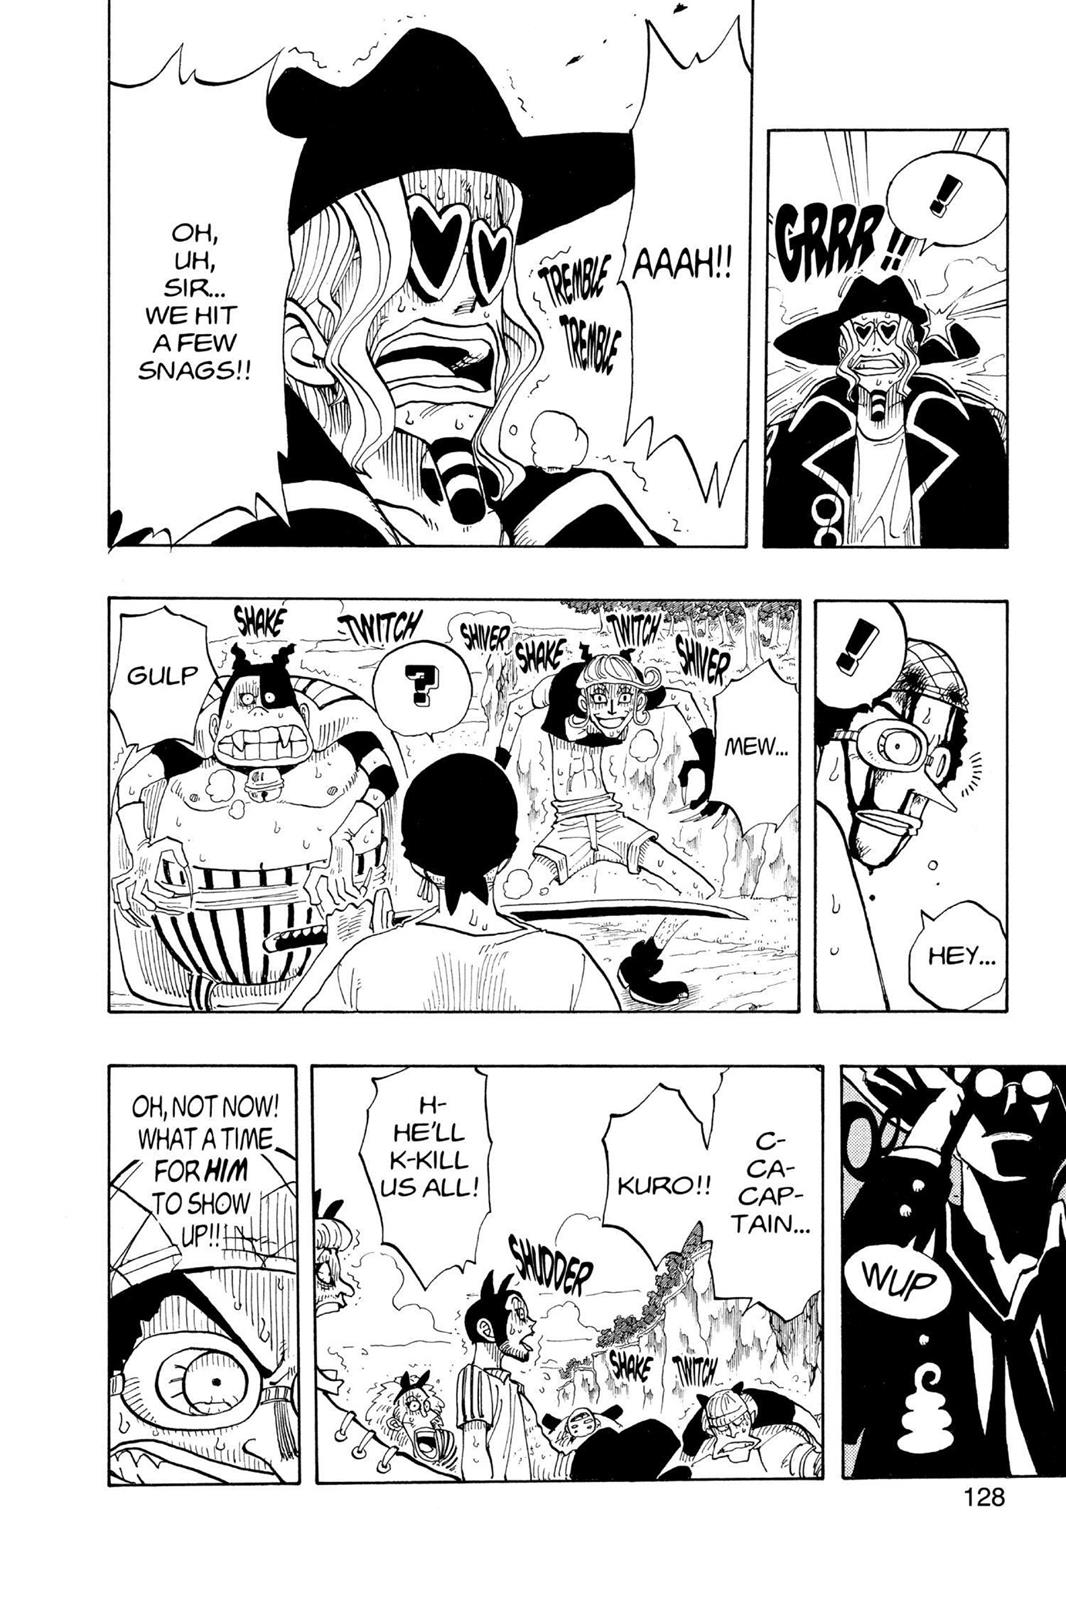 !
GRRR!!
AAAH!!
TREMBLE
TREMBLE
OH,
UH,
SIR...
WE HIT
A FEW
SNAGS!!
!
HEY...
MEW...
SHIVER
TWITCH
SHAKE
SHIVER
?
TWITCH
SHAKE
GULP
WUP
C-
CA-
CAP-
TAIN...
KURO!!
H-
HE'LL
K-KILL
US ALL!
SHUDDER
SHAKE
TWITCH
OH, NOT NOW!
WHAT A TIME
FOR HIM
TO SHOW
UP!!
128